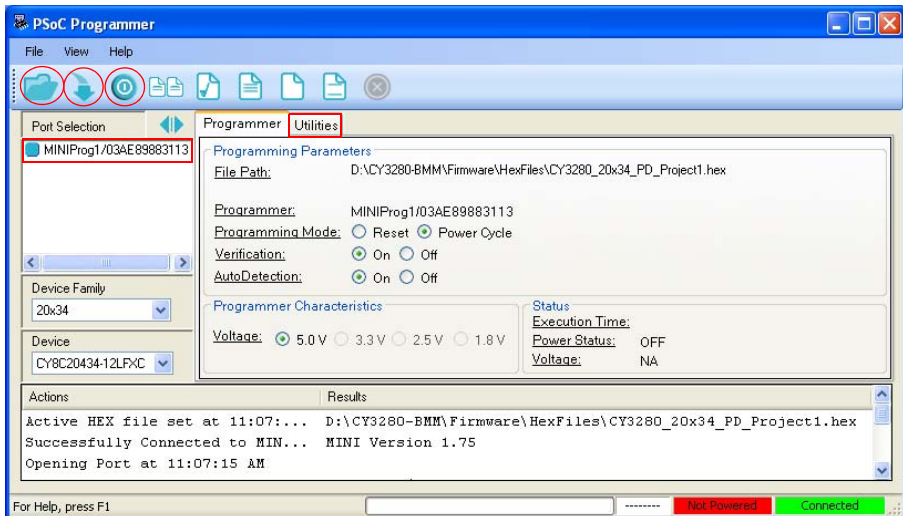 PSoC Programmer
File View Help
Port Selection
MINIProg1/03AE89883113
Device Family
20x34
Device
CY8C20434-12LFXC
Programmer Utilities
Programming Parameters
File Path: D:\CY3280-BMM\Firmware\HexFiles\CY3280_20x34_PD_Project1.hex
Programmer: MINIProg1/03AE89883113
Programming Mode: Reset Power Cycle
Verification: On Off
AutoDetection: On Off
Programmer Characteristics
Voltage: 5.0 V 3.3 V 2.5 V 1.8 V
Status
Execution Time:
Power Status: OFF
Voltage: NA
Actions Results
Active HEX file set at 11:07:... D:\CY3280-BMM\Firmware\HexFiles\CY3280_20x34_PD_Project1.hex
Successfully Connected to MIN... MINI Version 1.75
Opening Port at 11:07:15 AM
For Help, press F1 -------- Not Powered Connected